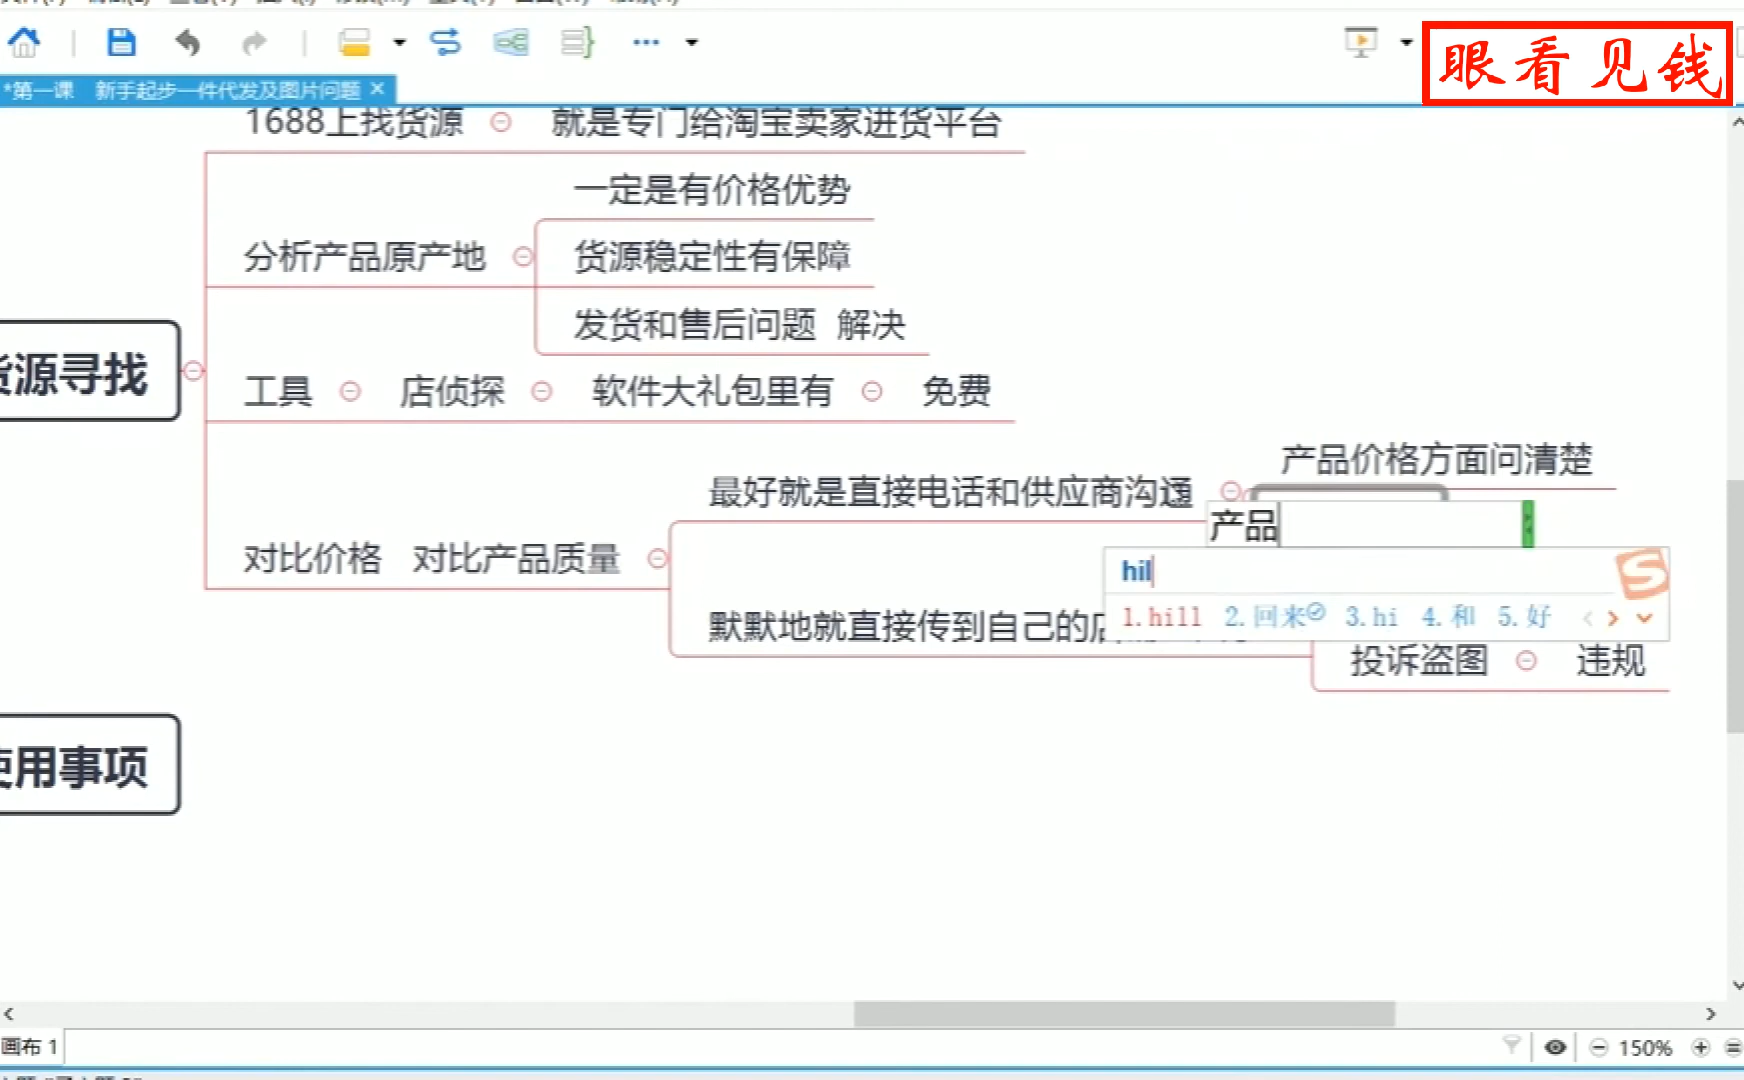 眼看见钱
*第一课 新手起步一件代发及图片问题
1688上找货源 就是专门给淘宝卖家进货平台
一定是有价格优势
分析产品原产地 货源稳定性有保障
发货和售后问题 解决
货源寻找
工具 店侦探 软件大礼包里有 免费
产品价格方面问清楚
最好就是直接电话和供应商沟通
产品
对比价格 对比产品质量
hil
1.hill 2.回来 3.hi 4.和 5.好
默默地就直接传到自己的店
投诉盗图 违规
使用事项
画布 1
150%